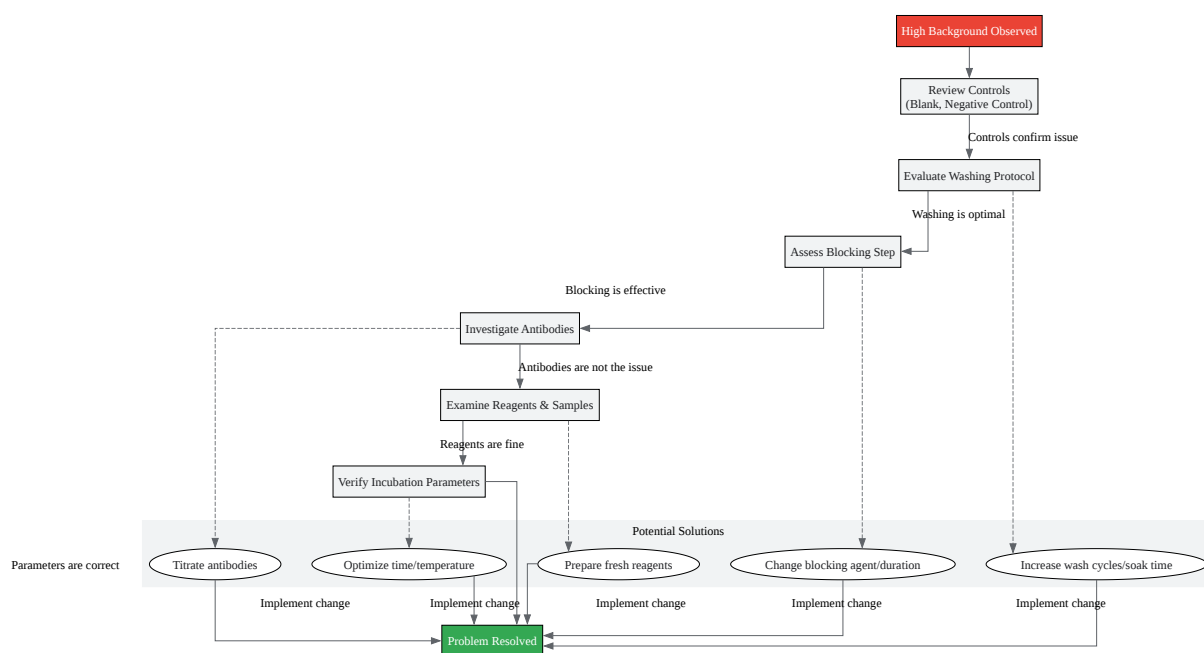 High Background Observed
Review Controls
(Blank, Negative Control)
Controls confirm issue
Evaluate Washing Protocol
Washing is optimal
Assess Blocking Step
Blocking is effective
Investigate Antibodies
Antibodies are not the issue
Examine Reagents & Samples
Reagents are fine
Verify Incubation Parameters
Potential Solutions
Parameters are correct
Titrate antibodies
Optimize time/temperature
Prepare fresh reagents
Change blocking agent/duration
Increase wash cycles/soak time
Implement change
Implement change
Implement change
Implement change
Implement change
Problem Resolved